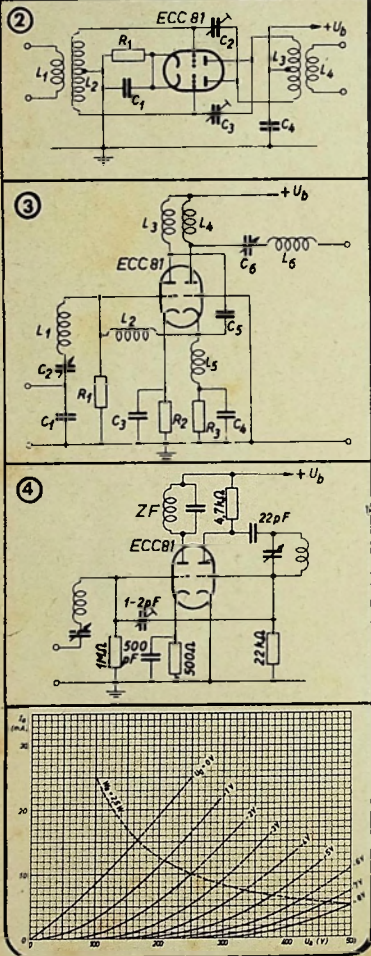 ②
ECC 81
C2
+Ub
R1
L1
L2
L3
L4
C1
C3
C4
③
+Ub
L3
L4
ECC81
C6
L6
L1
L2
C5
C2
L5
R1
C1
C3
R2
R3
C4
④
+Ub
ZF
4,7kΩ
22pF
ECC81
1-2pF
1MΩ
500 pF
500Ω
22kΩ
Ia (mA)
30
20
10
0
Ug=0V
-1V
-2V
-3V
-4V
-5V
-6V
-7V
-8V
0
100
200
300
400
500
Ua (V)